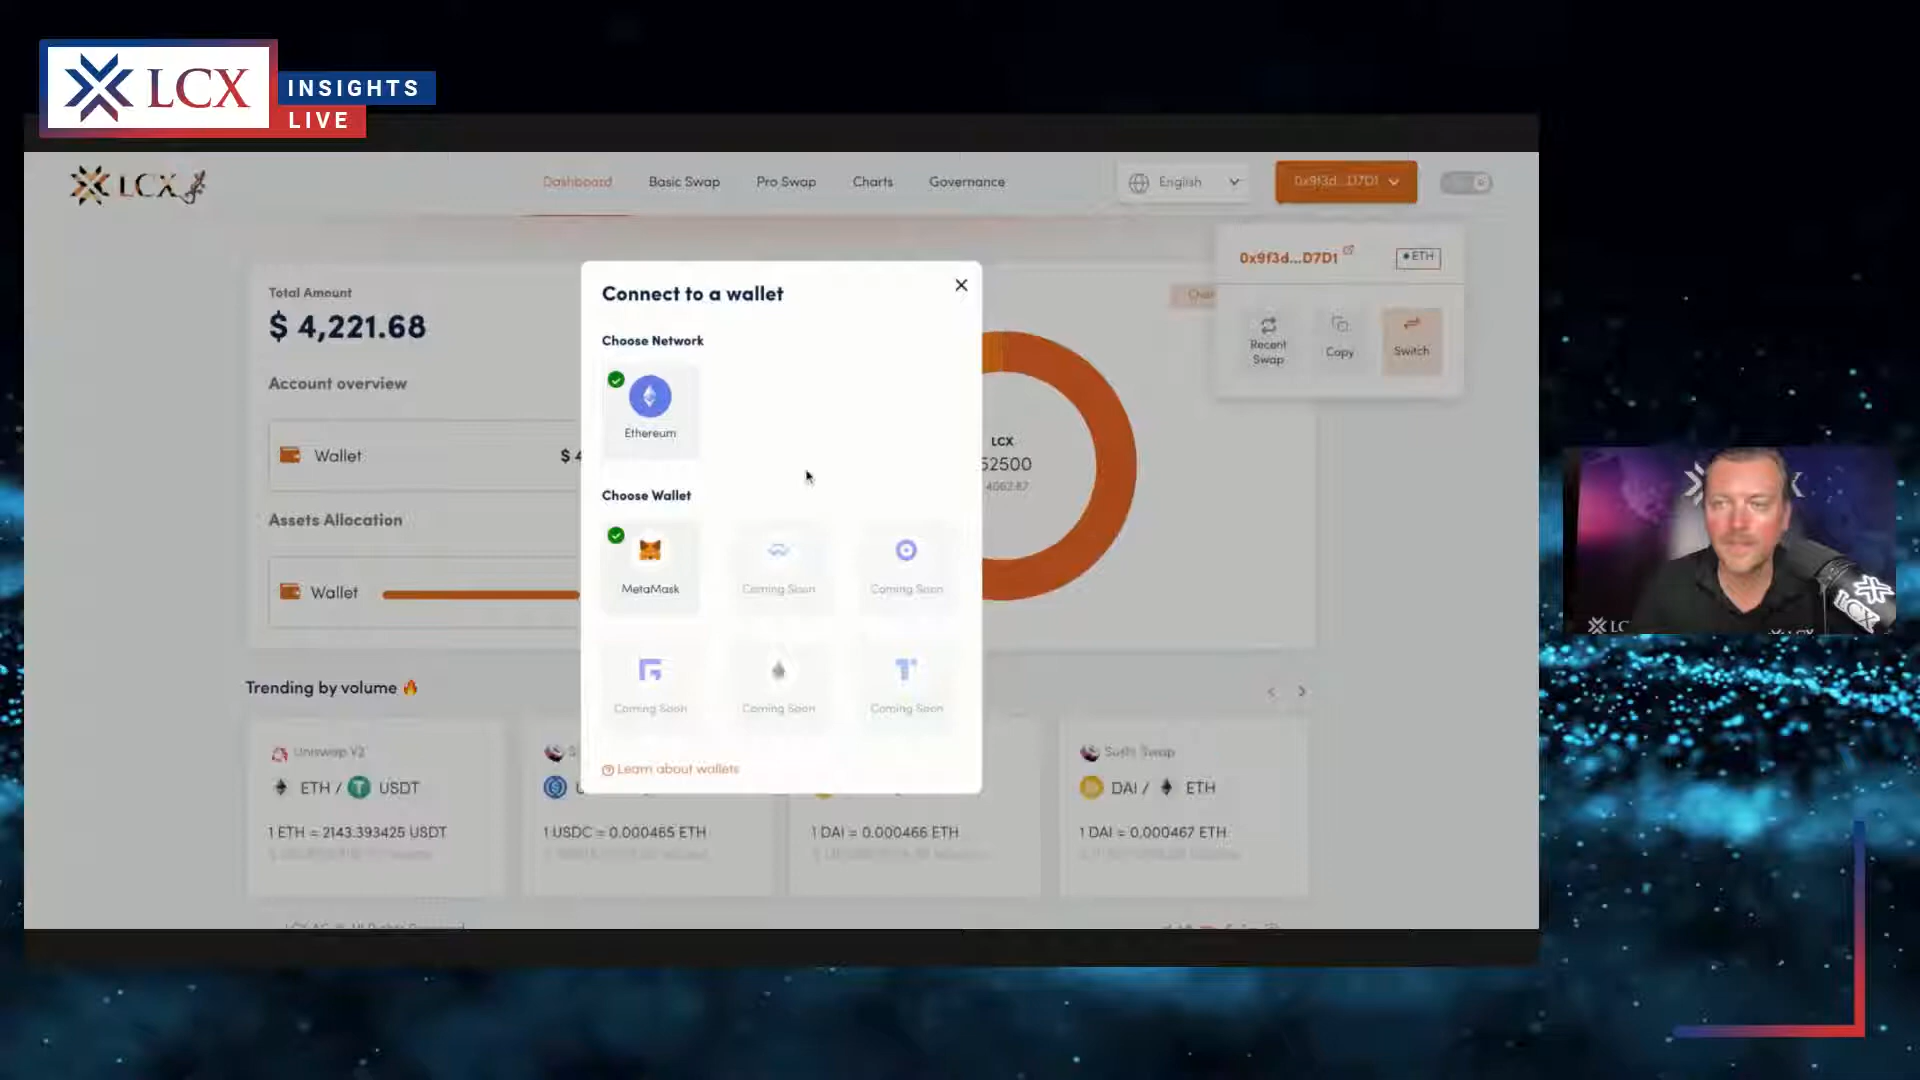 LCX
INSIGHTS
LIVE
LCX
Dashboard
Basic Swap
Pro Swap
Charts
Governance
English
0x9f3d...D7D1
0x9f3d...D7D1
ETH
Recent
Swap
Copy
Switch
Total Amount
$ 4,221.68
Account overview
Wallet
$ 4
Assets Allocation
Wallet
Connect to a wallet
Choose Network
Ethereum
Choose Wallet
MetaMask
Coming Soon
Coming Soon
Coming Soon
Coming Soon
Coming Soon
Learn about wallets
LCX
52500
4062.67
Trending by volume
Uniswap V2
ETH / USDT
1 ETH = 2143.393425 USDT
1 USDC = 0.000465 ETH
1 DAI = 0.000466 ETH
Sushi Swap
DAI / ETH
1 DAI = 0.000467 ETH
LCX